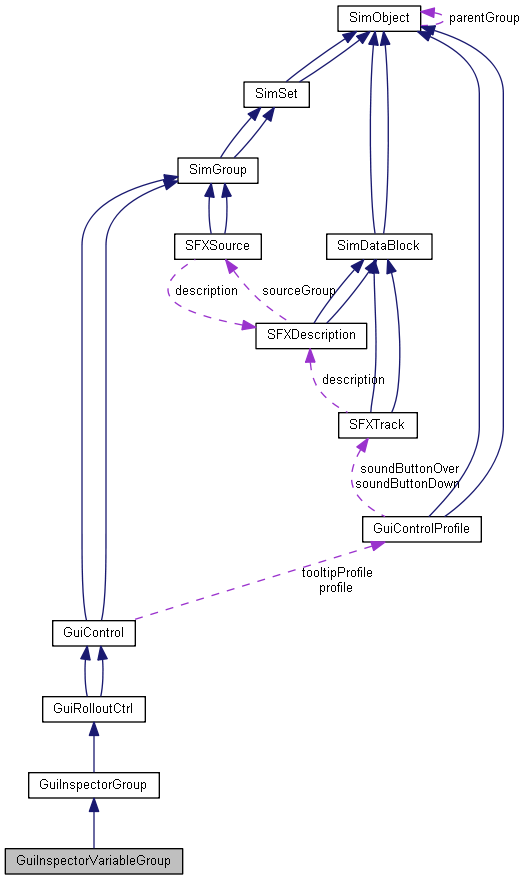 SimObject
parentGroup
SimSet
SimGroup
SFXSource
SimDataBlock
description
sourceGroup
SFXDescription
description
SFXTrack
soundButtonOver
soundButtonDown
GuiControlProfile
tooltipProfile
profile
GuiControl
GuiRolloutCtrl
GuiInspectorGroup
GuiInspectorVariableGroup